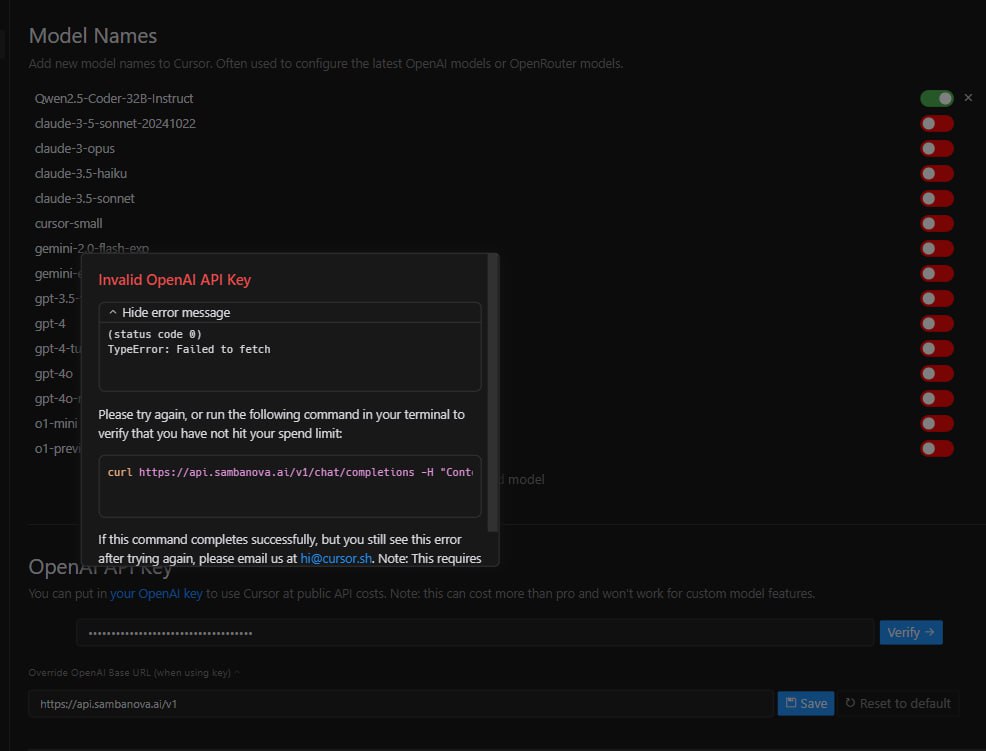 Model Names
Add new model names to Cursor. Often used to configure the latest OpenAI models or OpenRouter models.
Qwen2.5-Coder-32B-Instruct
claude-3-5-sonnet-20241022
claude-3-opus
claude-3.5-haiku
claude-3.5-sonnet
cursor-small
gemini-2.0-flash-exp
gemini-
gpt-3.5-
gpt-4
gpt-4-tu
gpt-4o
gpt-4o-
o1-mini
o1-previ
model
Invalid OpenAI API Key
Hide error message
(status code 0)
TypeError: Failed to fetch
Please try again, or run the following command in your terminal to
verify that you have not hit your spend limit:
curl https://api.sambanova.ai/v1/chat/completions -H "Cont
If this command completes successfully, but you still see this error
after trying again, please email us at hi@cursor.sh. Note: This requires
OpenAI API Key
You can put in your OpenAI key to use Cursor at public API costs. Note: this can cost more than pro and won't work for custom model features.
Verify →
Override OpenAI Base URL (when using key)
https://api.sambanova.ai/v1
Save
Reset to default